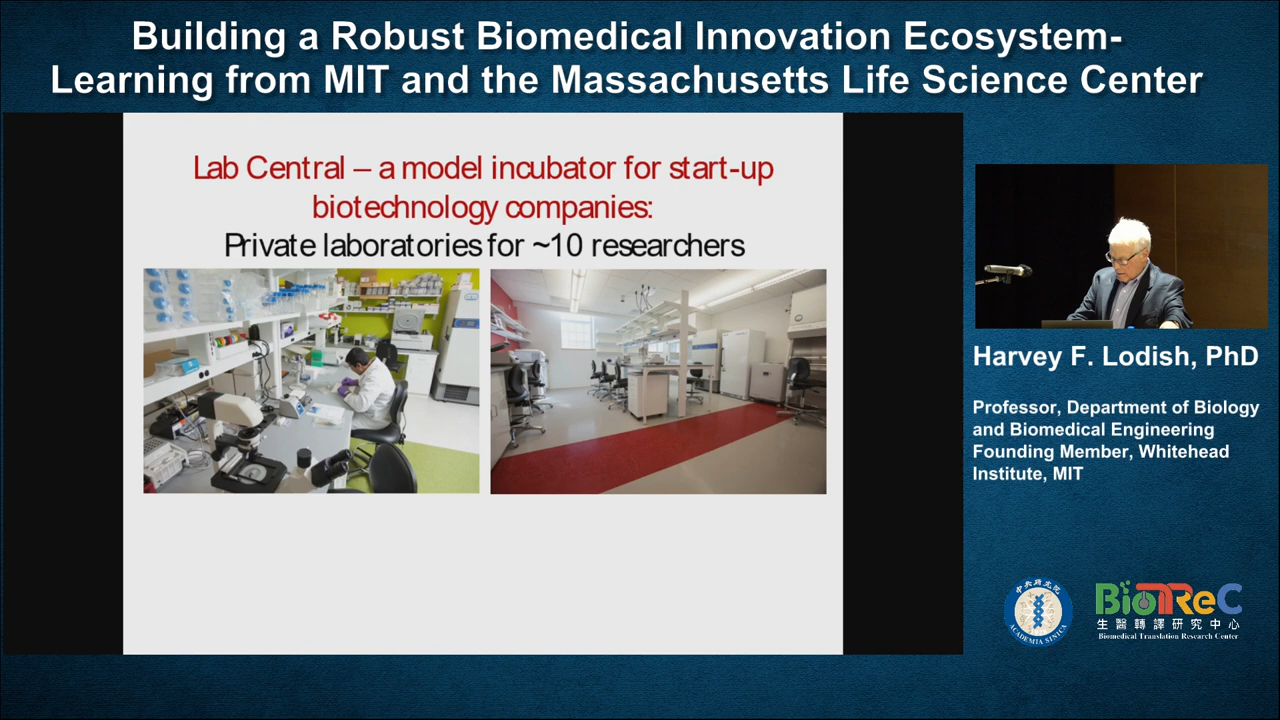 Building a Robust Biomedical Innovation Ecosystem-
Learning from MIT and the Massachusetts Life Science Center
Lab Central – a model incubator for start-up
biotechnology companies:
Private laboratories for ~10 researchers
Harvey F. Lodish, PhD
Professor, Department of Biology
and Biomedical Engineering
Founding Member, Whitehead
Institute, MIT
中央研究院
ACADEMIA SINICA
BioTReC
生醫轉譯研究中心
Biomedical Translation Research Center